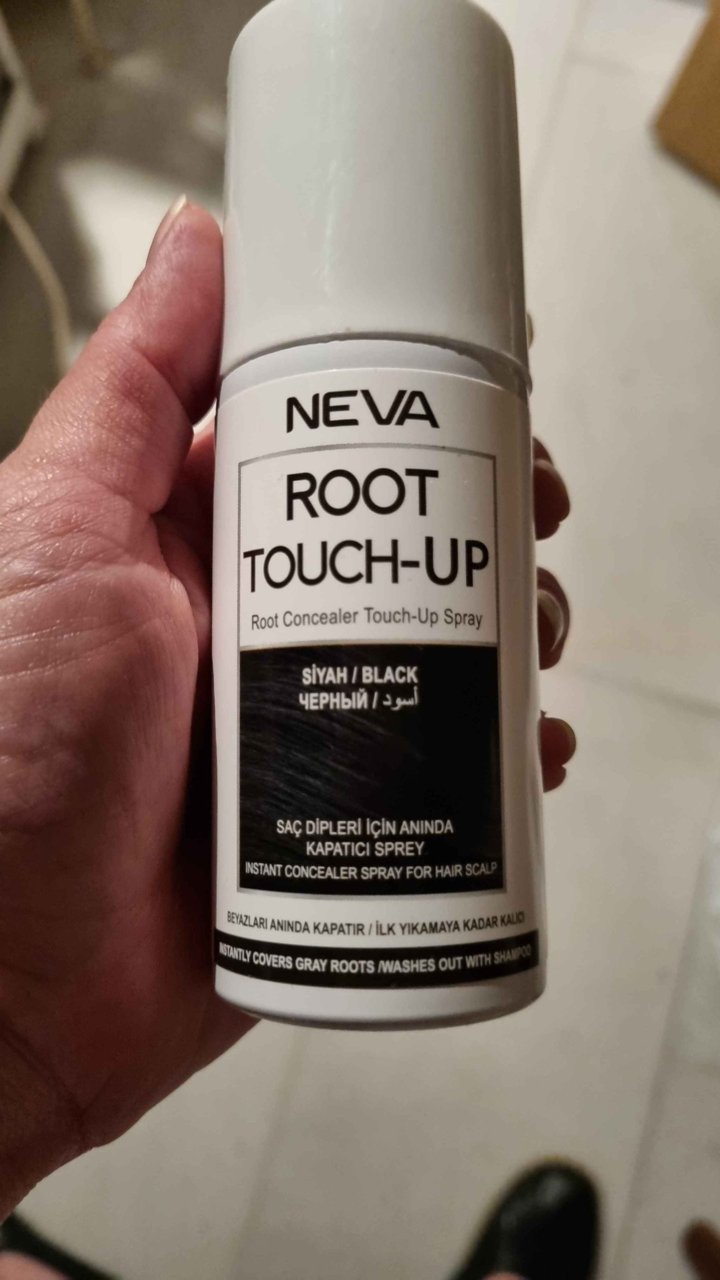 NEVA
ROOT
TOUCH-UP
Root Concealer Touch-Up Spray
SİYAH / BLACK
ЧЕРНЫЙ / أسود
SAÇ DİPLERİ İÇİN ANINDA
KAPATICI SPREY
INSTANT CONCEALER SPRAY FOR HAIR SCALP
BEYAZLARI ANINDA KAPATIR / İLK YIKAMAYA KADAR KALICI
INSTANTLY COVERS GRAY ROOTS /WASHES OUT WITH SHAMPOO